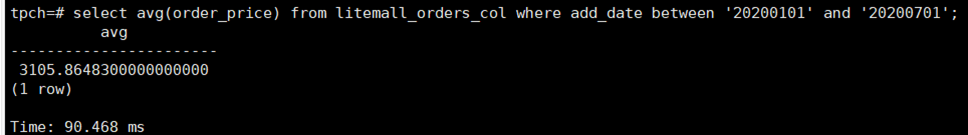 tpch=# select avg(order_price) from litemall_orders_col where add_date between '20200101' and '20200701';
avg
-----------------------
3105.8648300000000000
(1 row)
Time: 90.468 ms